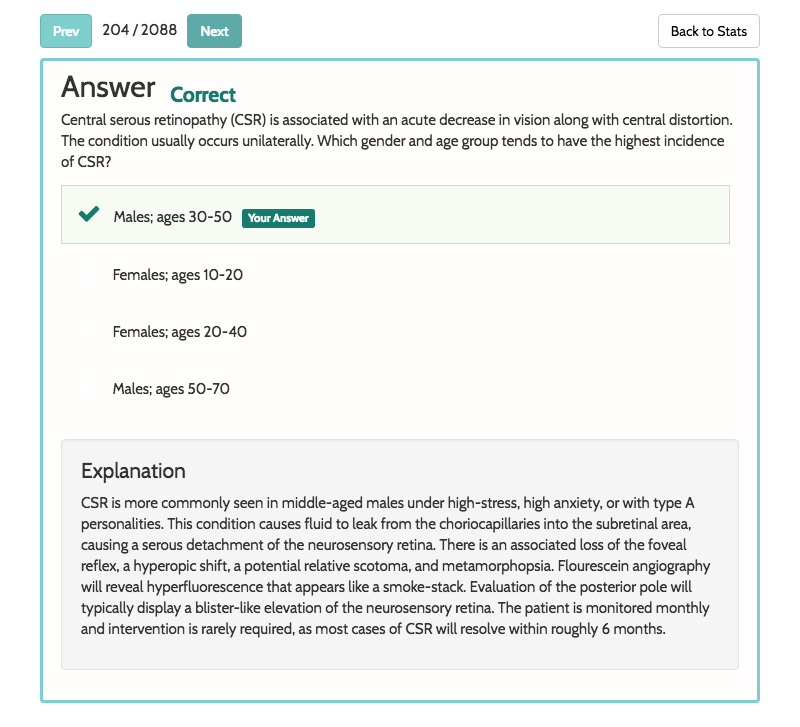 Prev 204 / 2088 Next Back to Stats
Answer Correct
Central serous retinopathy (CSR) is associated with an acute decrease in vision along with central distortion.
The condition usually occurs unilaterally. Which gender and age group tends to have the highest incidence
of CSR?
Males; ages 30-50 Your Answer
Females; ages 10-20
Females; ages 20-40
Males; ages 50-70
Explanation
CSR is more commonly seen in middle-aged males under high-stress, high anxiety, or with type A
personalities. This condition causes fluid to leak from the choriocapillaries into the subretinal area,
causing a serous detachment of the neurosensory retina. There is an associated loss of the foveal
reflex, a hyperopic shift, a potential relative scotoma, and metamorphopsia. Flourescein angiography
will reveal hyperfluorescence that appears like a smoke-stack. Evaluation of the posterior pole will
typically display a blister-like elevation of the neurosensory retina. The patient is monitored monthly
and intervention is rarely required, as most cases of CSR will resolve within roughly 6 months.